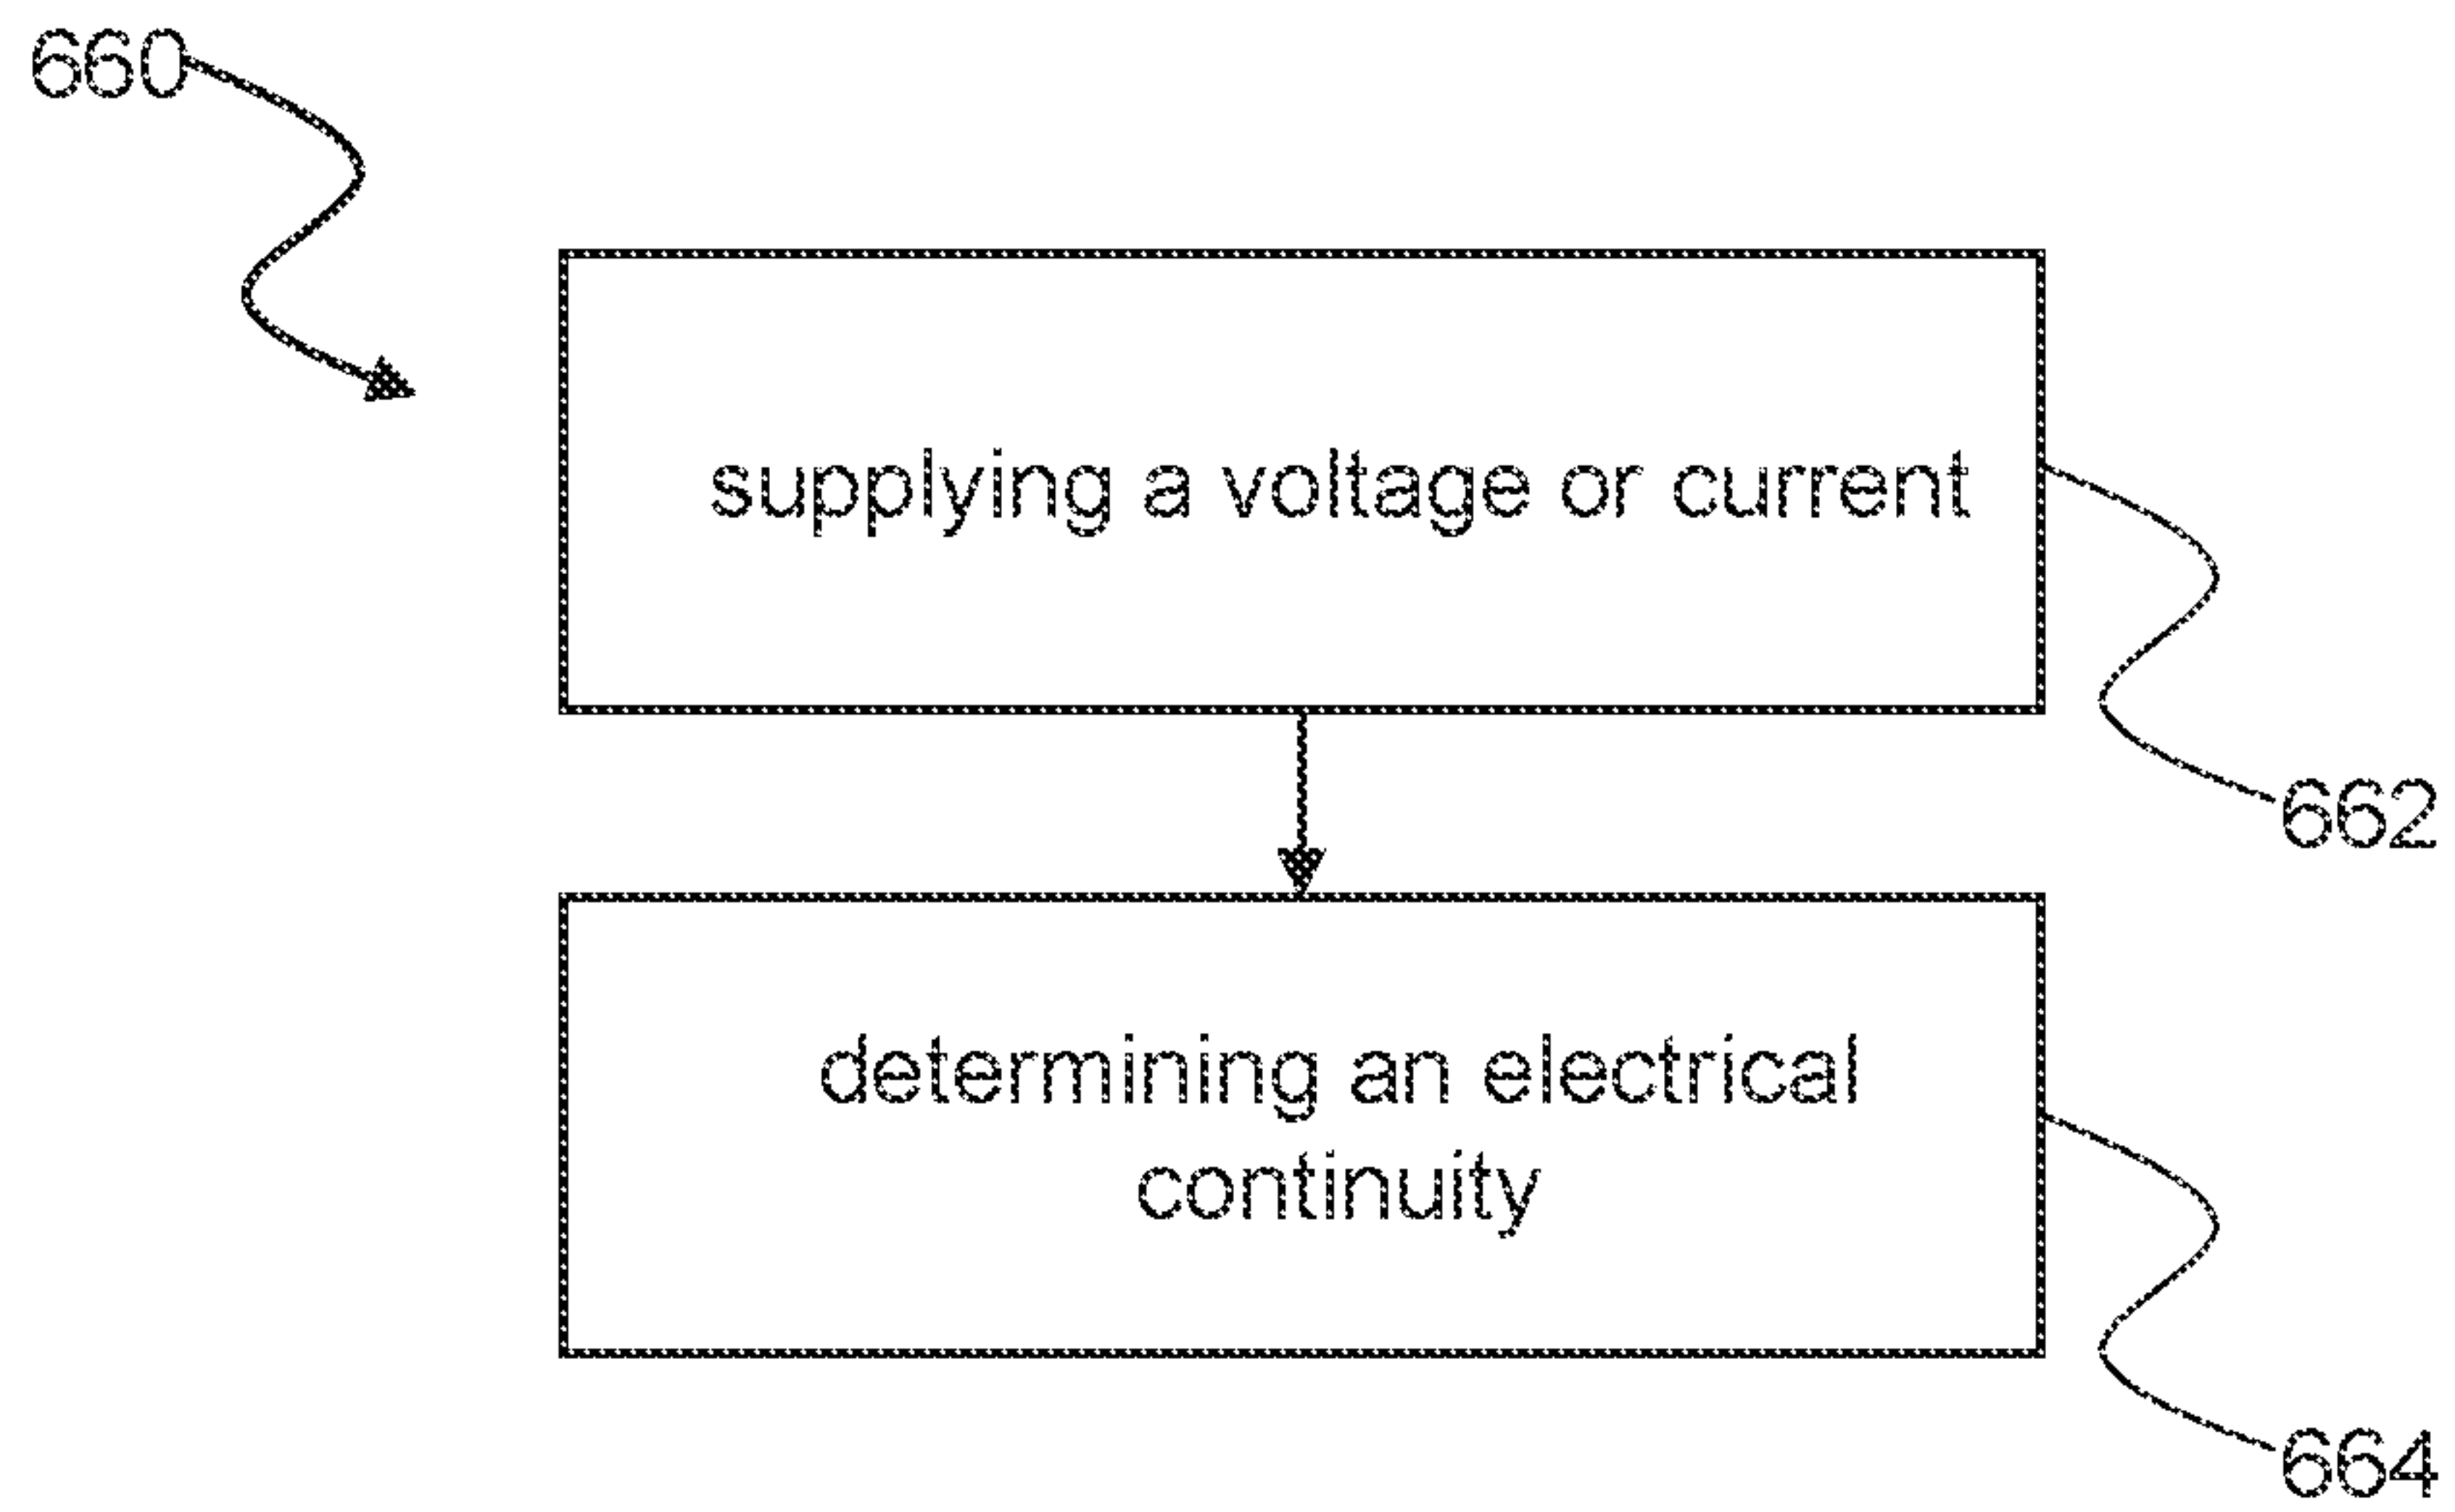 660
supplying a voltage or current
662
determining an electrical
continuity
664